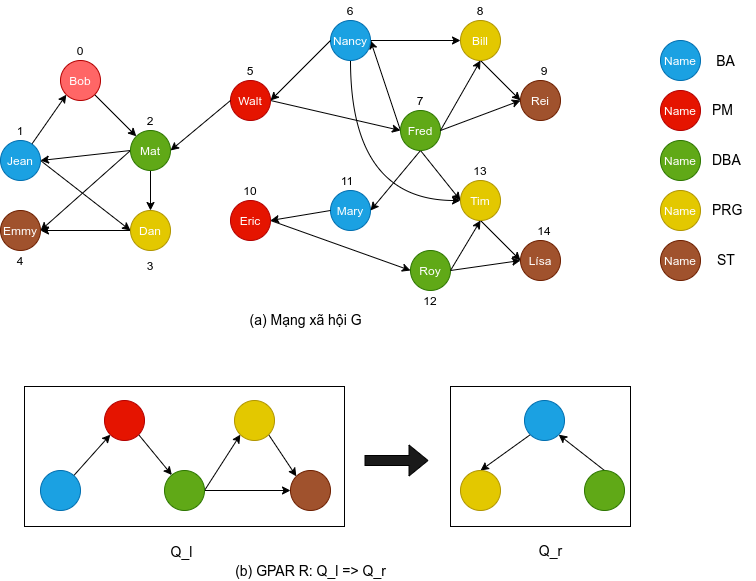 6
8
Nancy
Bill
0
Name
BA
5
9
Bob
7
Walt
Rei
Name
PM
1
2
Fred
Mat
Jean
Name
DBA
13
11
10
Tim
Mary
Name
PRG
Eric
Emmy
Dan
14
4
3
Roy
Lísa
Name
ST
12
(a) Mạng xã hội G
Q_l
Q_r
(b) GPAR R: Q_l => Q_r